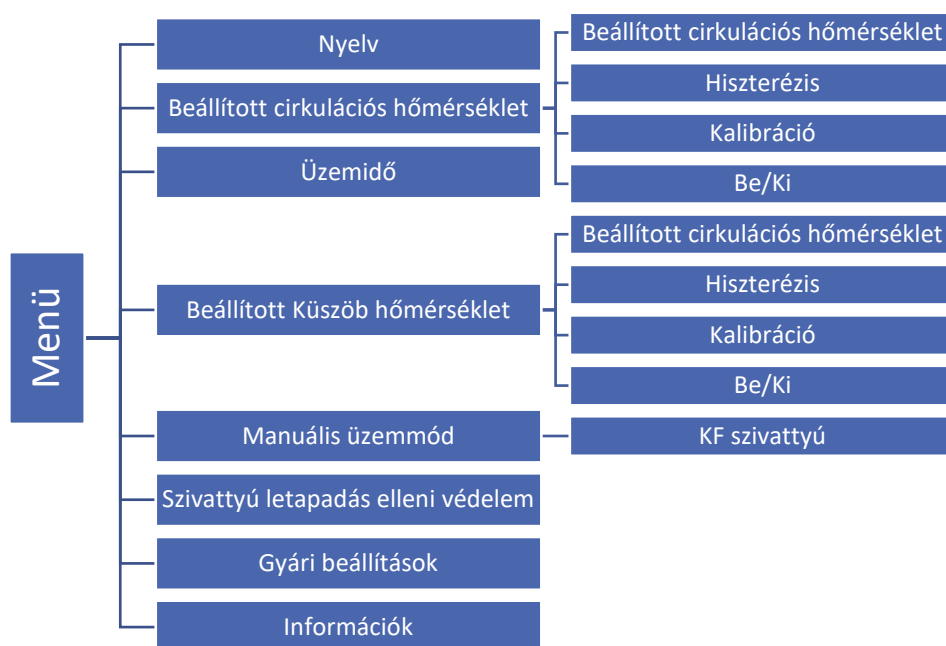 Menü
Nyelv
Beállított cirkulációs hőmérséklet
Beállított cirkulációs hőmérséklet
Hiszterézis
Kalibráció
Be/Ki
Üzemidő
Beállított Küszöb hőmérséklet
Beállított cirkulációs hőmérséklet
Hiszterézis
Kalibráció
Be/Ki
Manuális üzemmód
KF szivattyú
Szivattyú letapadás elleni védelem
Gyári beállítások
Információk